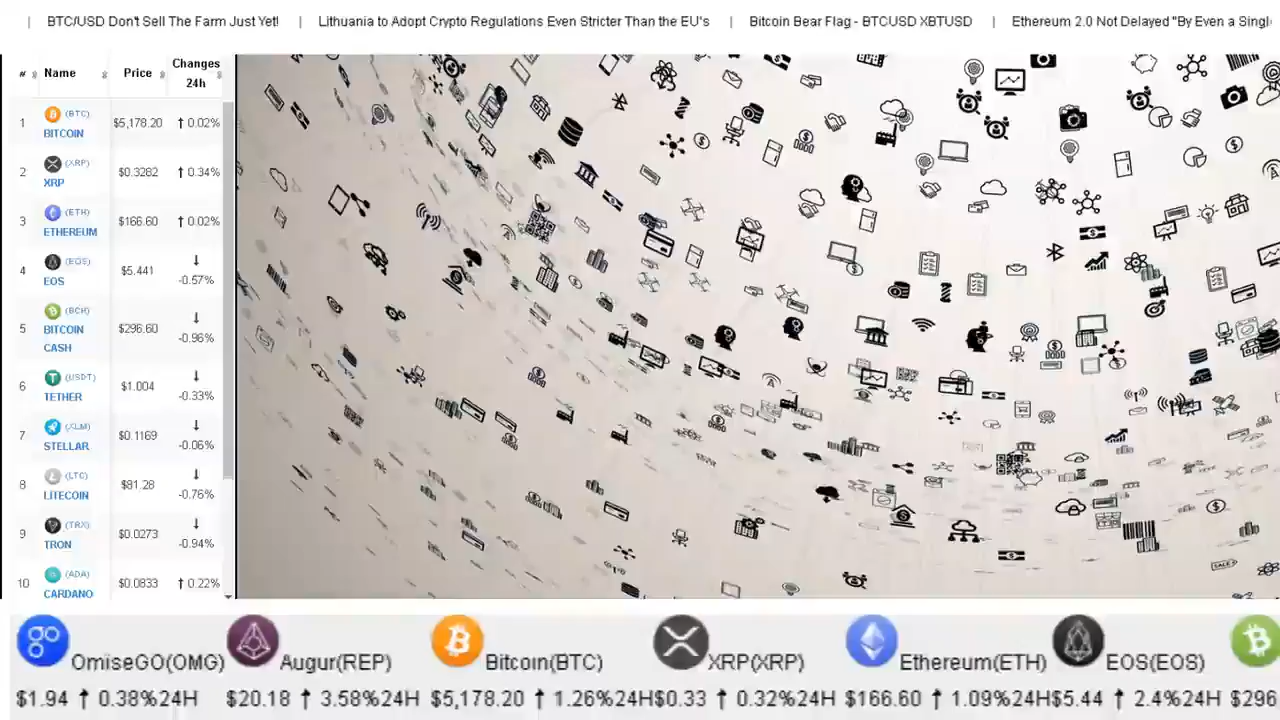 | BTC/USD Don't Sell The Farm Just Yet! | Lithuania to Adopt Crypto Regulations Even Stricter Than the EU's | Bitcoin Bear Flag - BTCUSD XBTUSD | Ethereum 2.0 Not Delayed "By Even a Singl
# Name Price Changes 24h
1 (BTC) BITCOIN $5,178.20 ↑ 0.02%
2 (XRP) XRP $0.3282 ↑ 0.34%
3 (ETH) ETHEREUM $166.60 ↑ 0.02%
4 (EOS) EOS $5.441 ↓ -0.57%
5 (BCH) BITCOIN CASH $296.60 ↓ -0.96%
6 (USDT) TETHER $1.004 ↓ -0.33%
7 (XLM) STELLAR $0.1169 ↓ -0.06%
8 (LTC) LITECOIN $81.28 ↓ -0.76%
9 (TRX) TRON $0.0273 ↓ -0.94%
10 (ADA) CARDANO $0.0833 ↑ 0.22%
OmiseGO(OMG) Augur(REP) Bitcoin(BTC) XRP(XRP) Ethereum(ETH) EOS(EOS)
$1.94 ↑ 0.38%24H $20.18 ↑ 3.58%24H $5,178.20 ↑ 1.26%24H $0.33 ↑ 0.32%24H $166.60 ↑ 1.09%24H $5.44 ↑ 2.4%24H $296